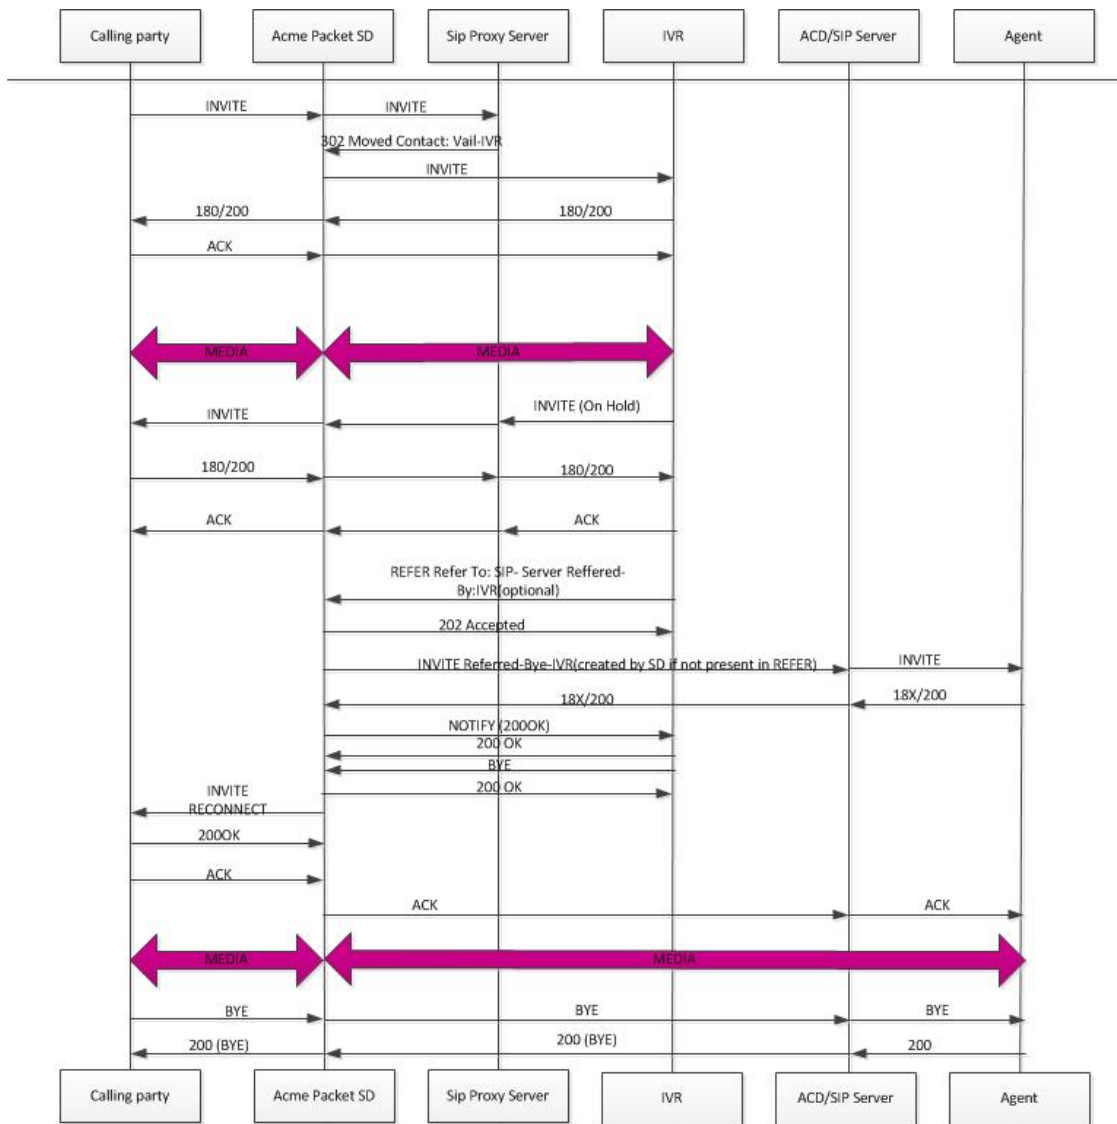 Calling party
Acme Packet SD
Sip Proxy Server
IVR
ACD/SIP Server
Agent
INVITE
INVITE
302 Moved Contact: Vail-IVR
INVITE
180/200
180/200
ACK
MEDIA
MEDIA
INVITE (On Hold)
INVITE
180/200
180/200
ACK
ACK
REFER Refer To: SIP- Server Reffered-
By:IVR(optional)
202 Accepted
INVITE Referred-Bye-IVR(created by SD if not present in REFER)
INVITE
18X/200
18X/200
NOTIFY (200OK)
200 OK
BYE
200 OK
INVITE
RECONNECT
200OK
ACK
ACK
ACK
MEDIA
MEDIA
BYE
BYE
BYE
200 (BYE)
200 (BYE)
200
Calling party
Acme Packet SD
Sip Proxy Server
IVR
ACD/SIP Server
Agent